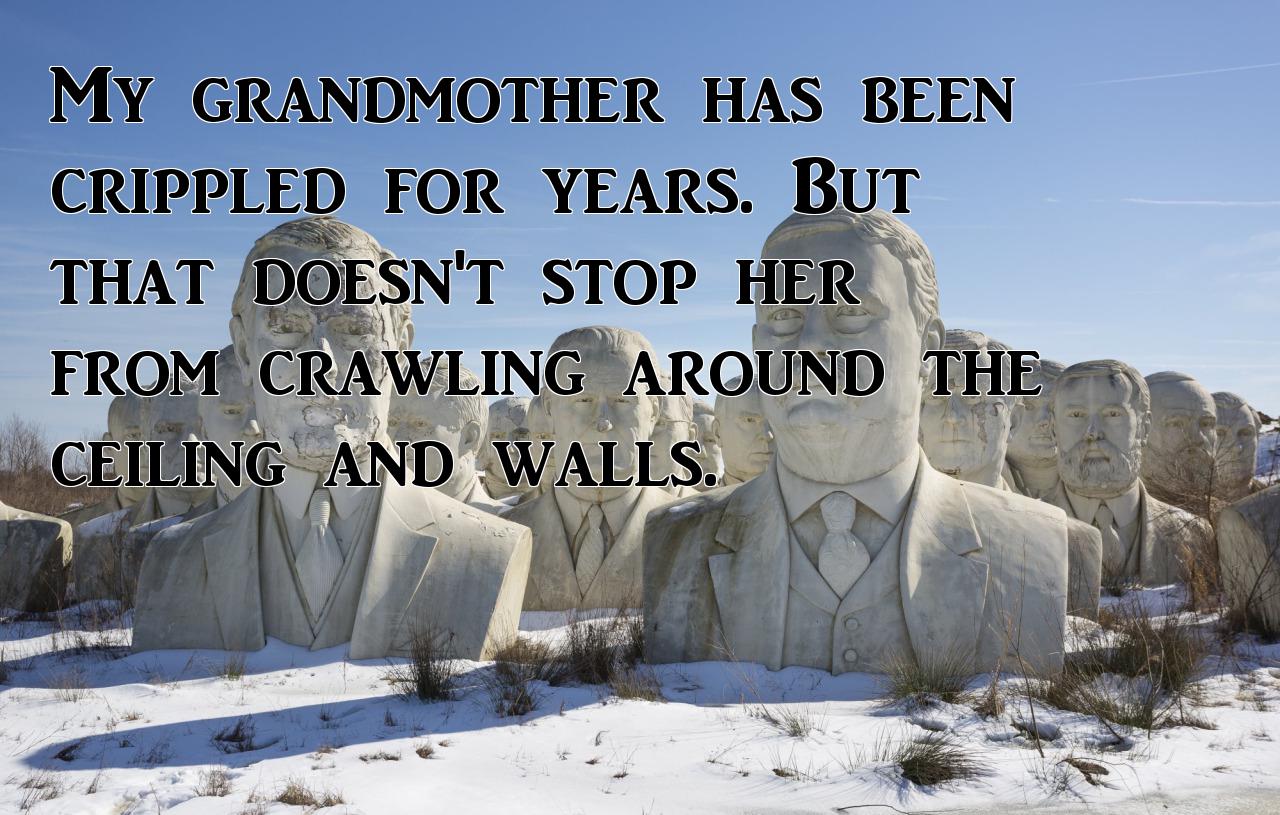 My grandmother has been
crippled for years. But
that doesn't stop her
from crawling around the
ceiling and walls.